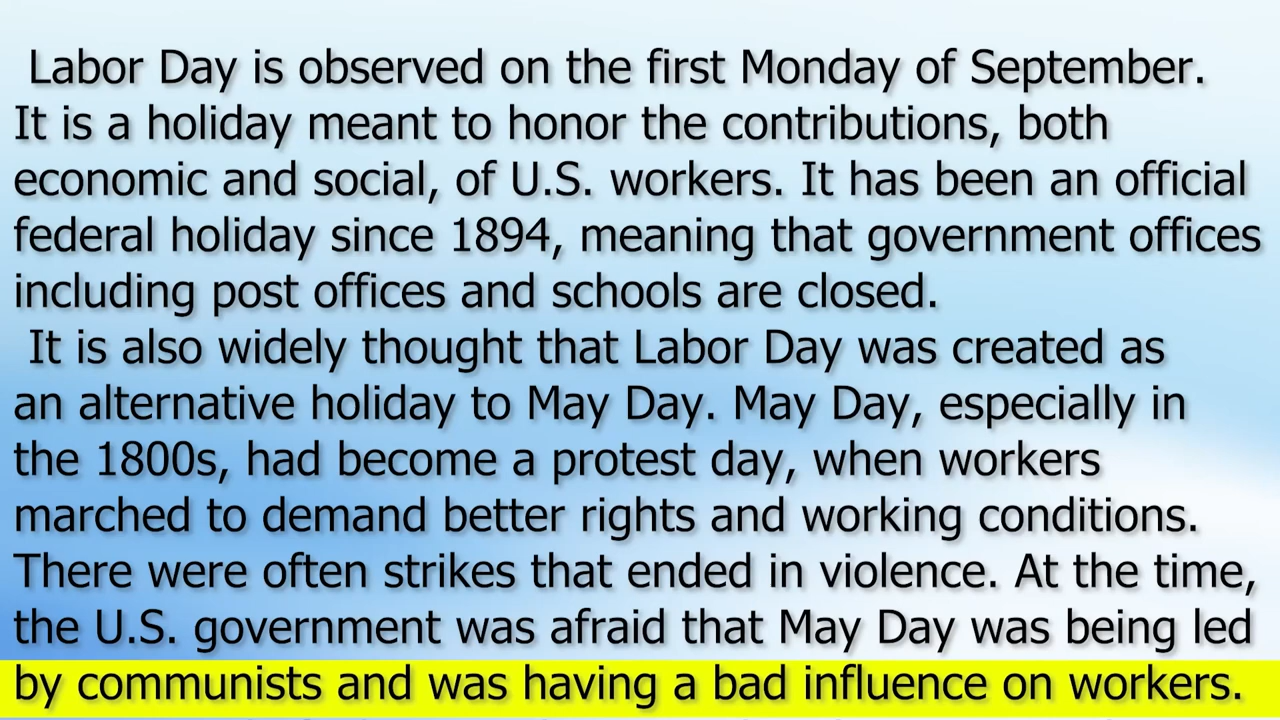 Labor Day is observed on the first Monday of September.
It is a holiday meant to honor the contributions, both
economic and social, of U.S. workers. It has been an official
federal holiday since 1894, meaning that government offices
including post offices and schools are closed.
It is also widely thought that Labor Day was created as
an alternative holiday to May Day. May Day, especially in
the 1800s, had become a protest day, when workers
marched to demand better rights and working conditions.
There were often strikes that ended in violence. At the time,
the U.S. government was afraid that May Day was being led
by communists and was having a bad influence on workers.